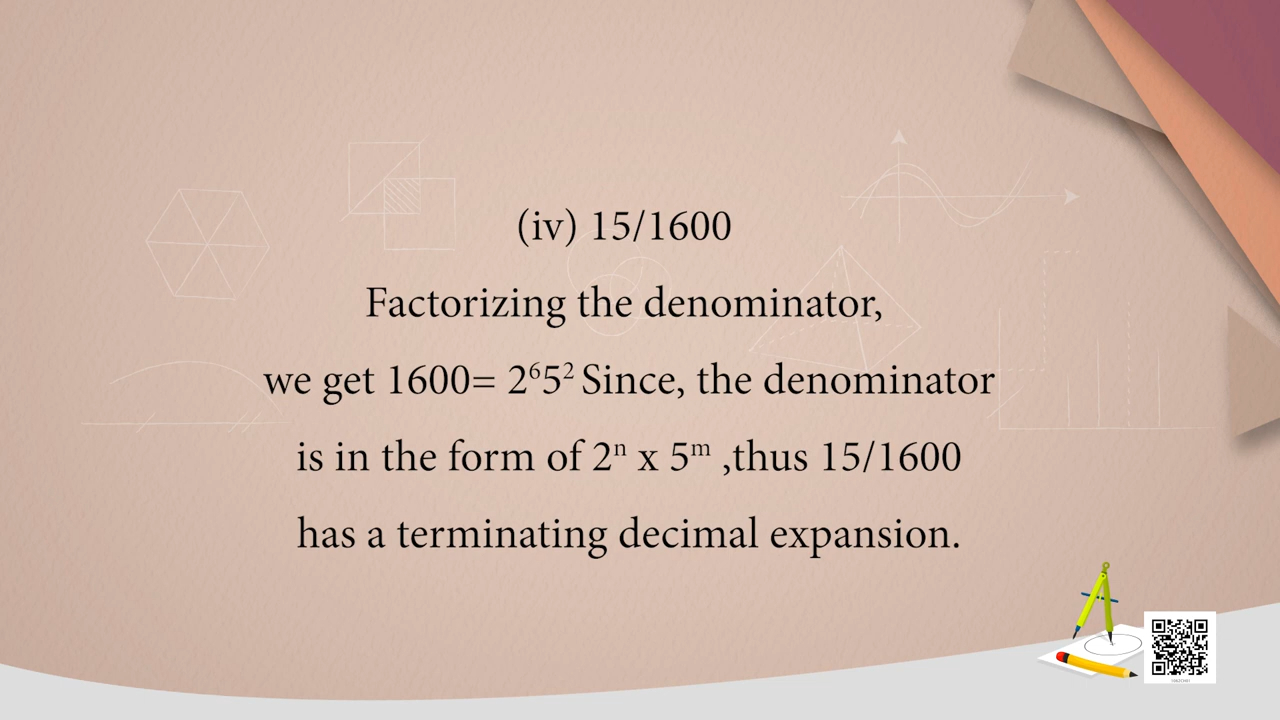 (iv) 15/1600
Factorizing the denominator,
we get 1600= 2⁶5² Since, the denominator
is in the form of 2ⁿ x 5ᵐ ,thus 15/1600
has a terminating decimal expansion.